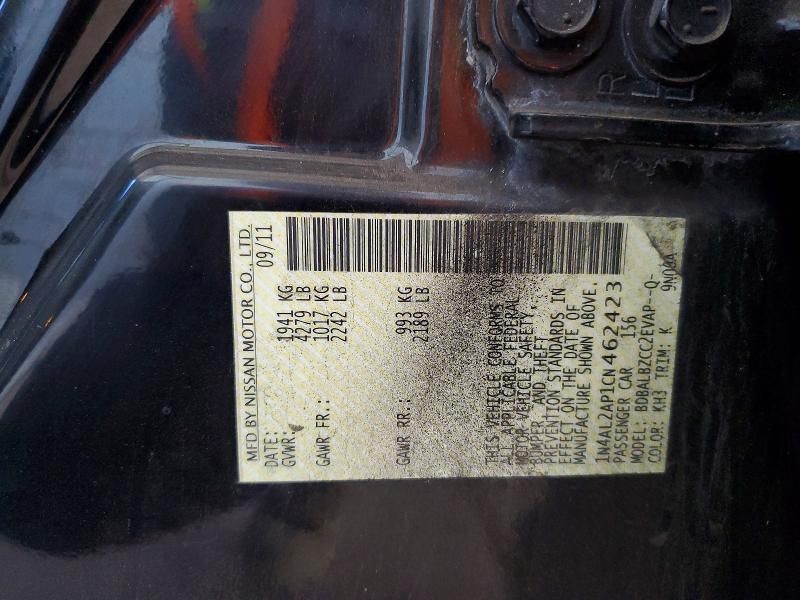 MFD BY NISSAN MOTOR CO., LTD.
DATE: 09/11
GVWR: 1941 KG
4279 LB
GAWR FR.: 1017 KG
2242 LB
GAWR RR.: 993 KG
2189 LB
THIS VEHICLE CONFORMS TO
ALL APPLICABLE FEDERAL
MOTOR VEHICLE SAFETY,
BUMPER, AND THEFT
PREVENTION STANDARDS IN
EFFECT ON THE DATE OF
MANUFACTURE SHOWN ABOVE.
1N4AL2AP1CN462423
PASSENGER CAR 156
MODEL: BDBALBZCC2EVAP--Q-
COLOR: KH3 TRIM: K
R